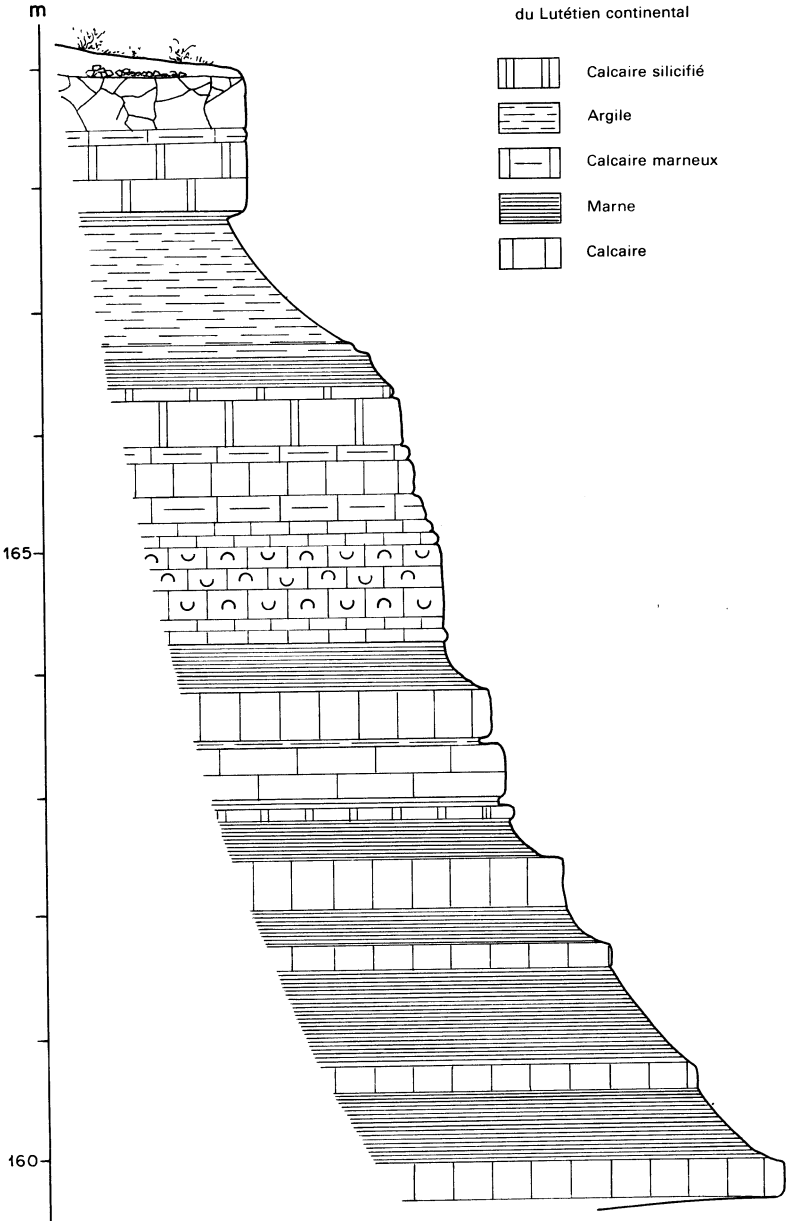 m
du Lutétien continental
Calcaire silicifié
Argile
Calcaire marneux
Marne
Calcaire
165
160